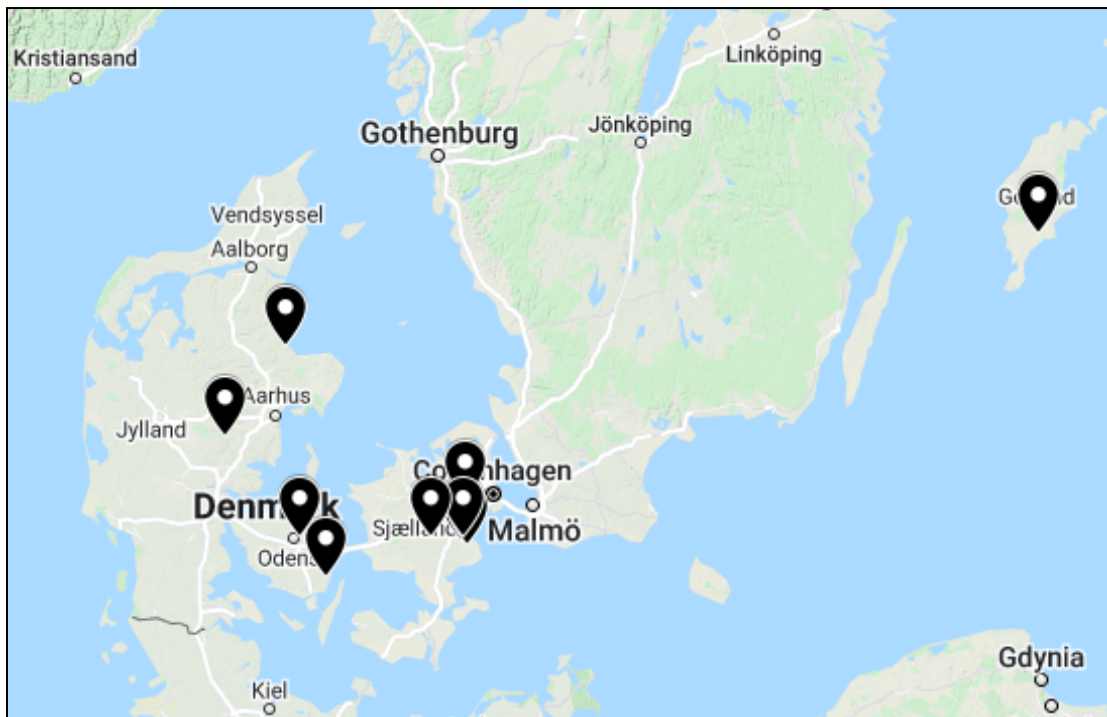 Kristiansand
Linköping
Gothenburg
Jönköping
Vendsyssel
Aalborg
Aarhus
Jylland
Malmö
Gdynia
Kiel